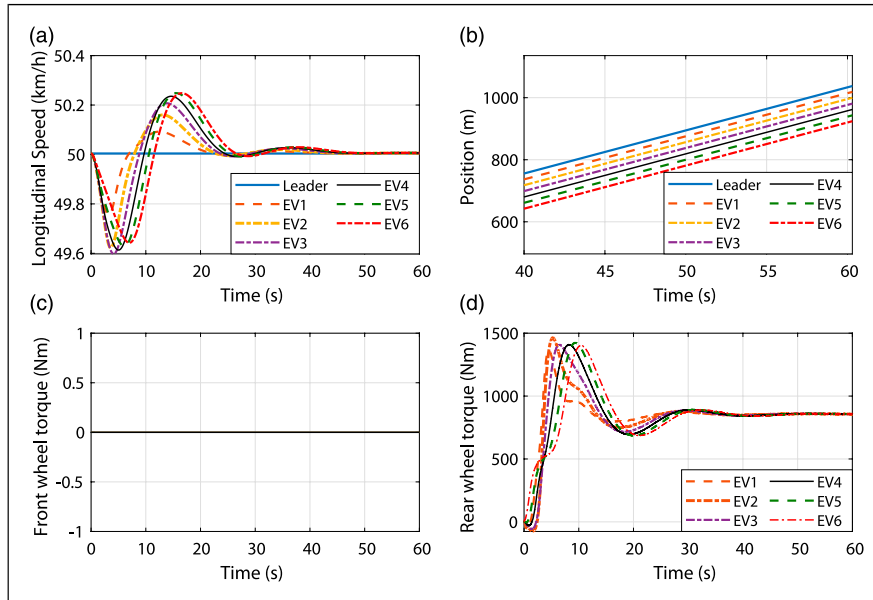 (a)
Longitudinal Speed (km/h)
50.4
50.2
50
49.8
49.6
0 10 20 30 40 50 60
Time (s)
Leader
EV1
EV2
EV3
EV4
EV5
EV6
(b)
Position (m)
1000
800
600
40 45 50 55 60
Time (s)
Leader
EV1
EV2
EV3
EV4
EV5
EV6
(c)
Front wheel torque (Nm)
1
0.5
0
-0.5
-1
0 10 20 30 40 50 60
Time (s)
(d)
Rear wheel torque (Nm)
1500
1000
500
0
0 20 40 60
Time (s)
EV1
EV2
EV3
EV4
EV5
EV6